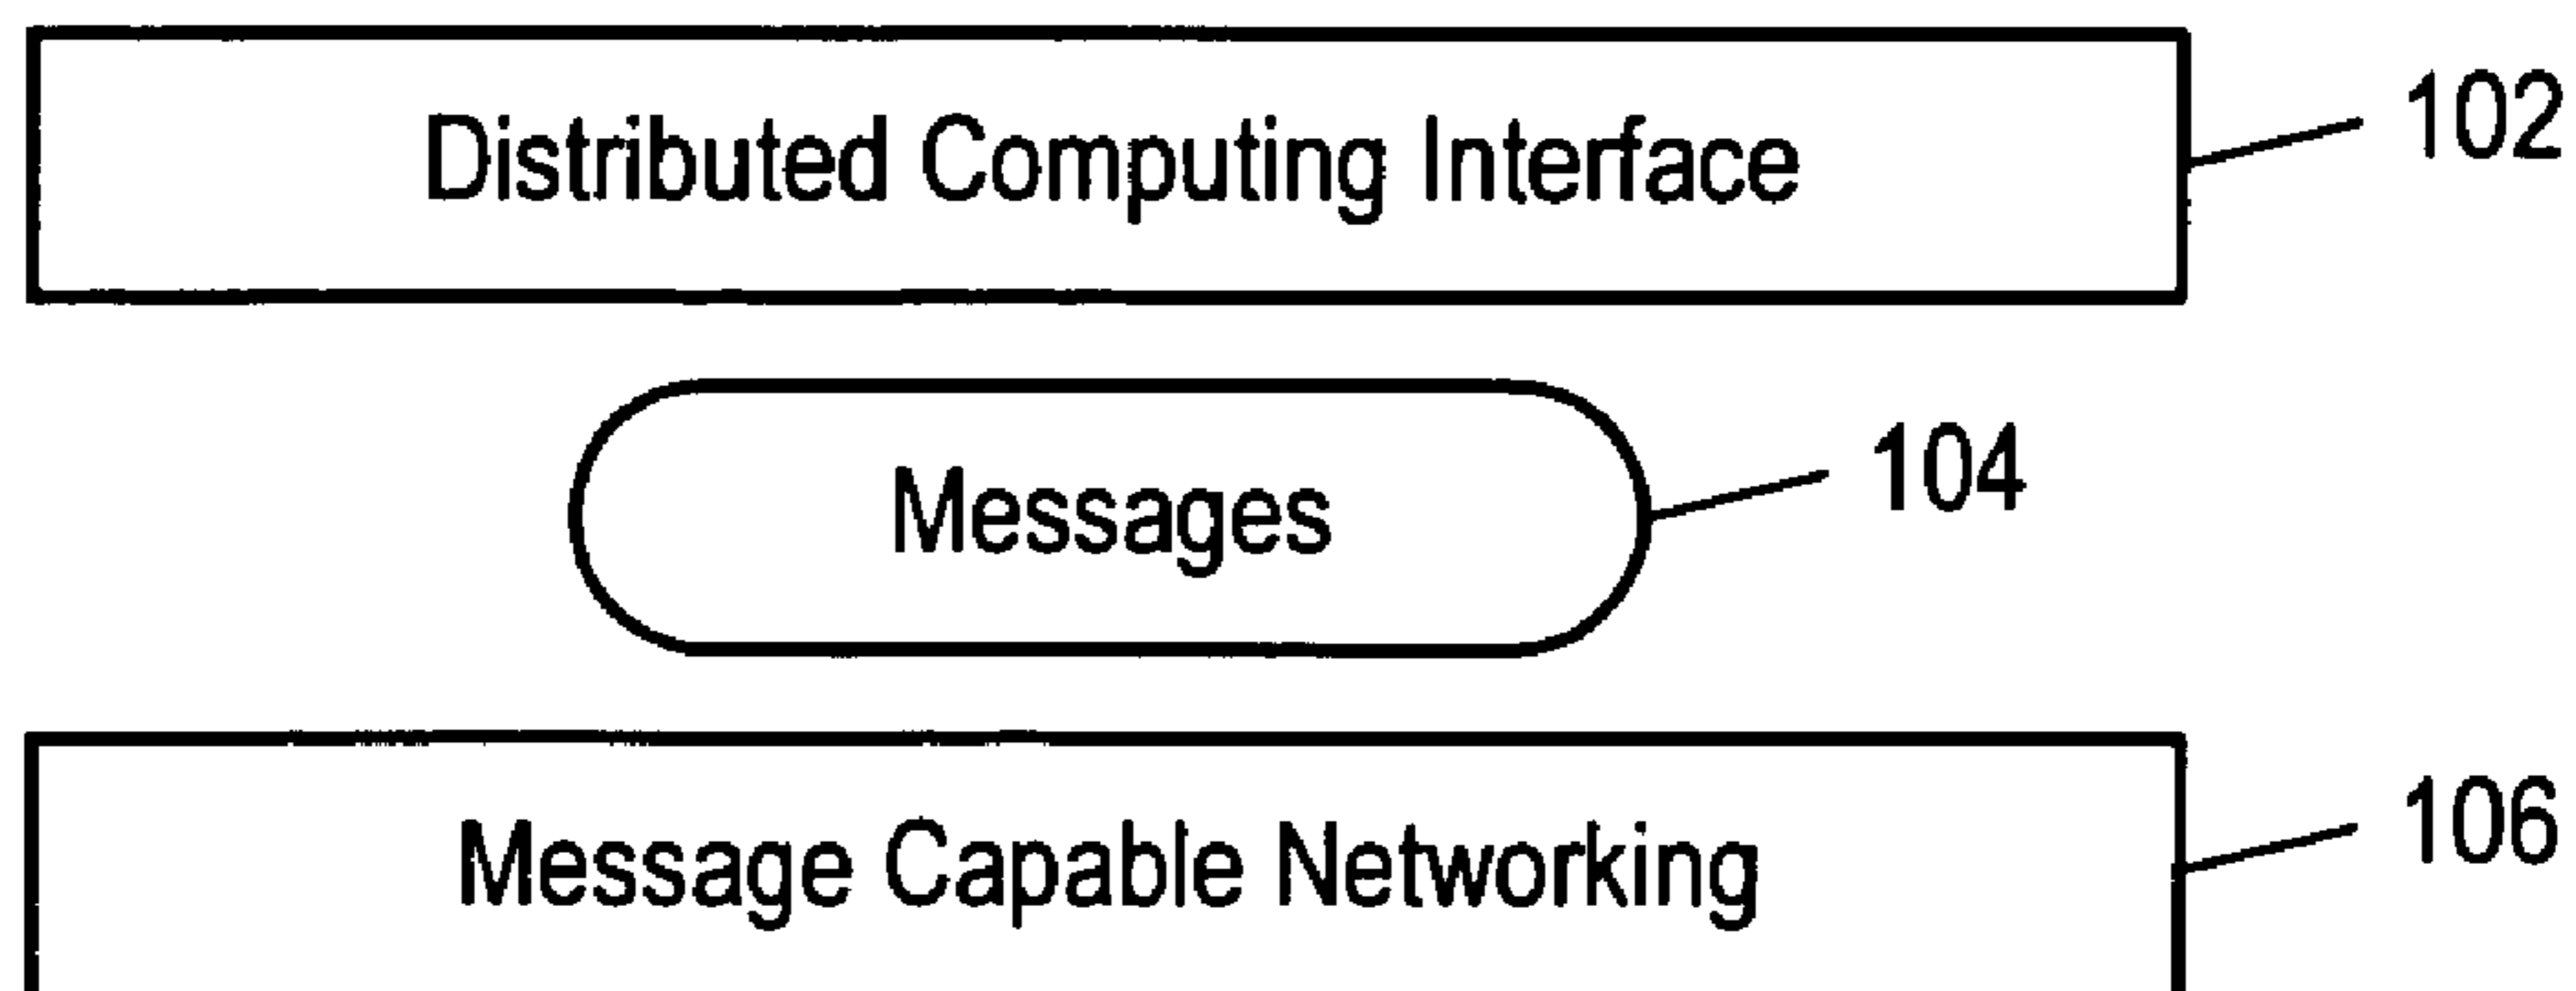 Distributed Computing Interface 102
Messages 104
Message Capable Networking 106